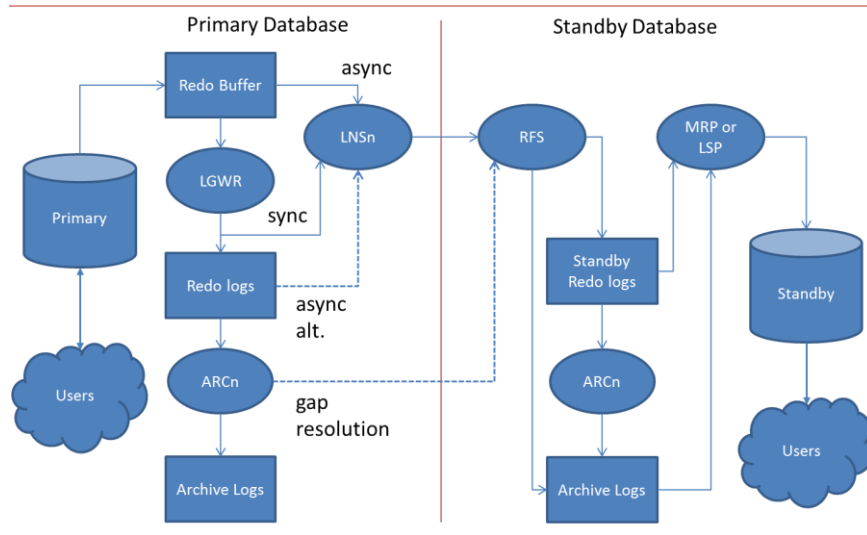 Primary Database
Standby Database
Redo Buffer
async
LNSn
RFS
MRP or
LSP
LGWR
Primary
sync
Redo logs
Standby
Redo logs
Standby
async
alt.
Users
ARCn
gap
resolution
ARCn
Users
Archive Logs
Archive Logs